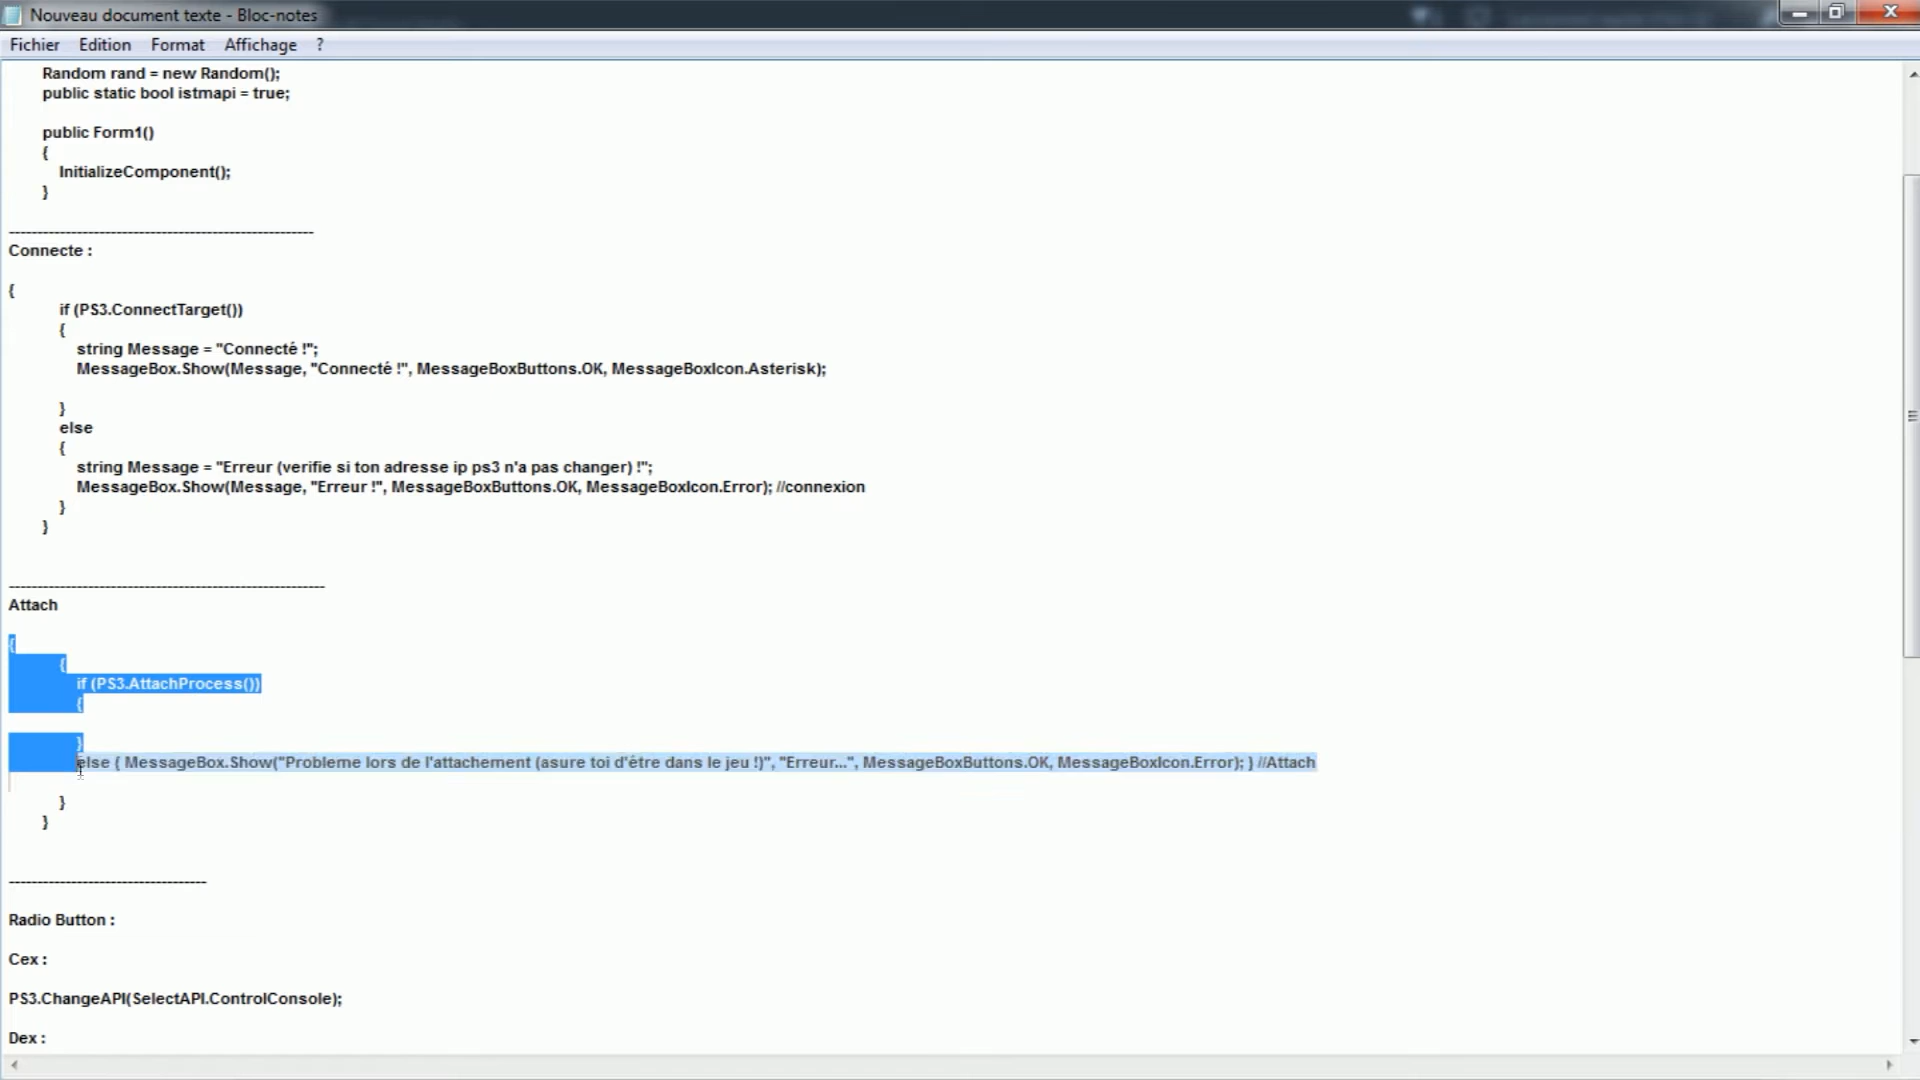 Nouveau document texte - Bloc-notes
Fichier Edition Format Affichage ?
Random rand = new Random();
public static bool istmapi = true;
public Form1()
{
InitializeComponent();
}
------------------------------------------------------
Connecte :
{
if (PS3.ConnectTarget())
{
string Message = "Connecté !";
MessageBox.Show(Message, "Connecté !", MessageBoxButtons.OK, MessageBoxIcon.Asterisk);
}
else
{
string Message = "Erreur (verifie si ton adresse ip ps3 n'a pas changer) !";
MessageBox.Show(Message, "Erreur !", MessageBoxButtons.OK, MessageBoxIcon.Error); //connexion
}
}
--------------------------------------------------------
Attach
{
{
if (PS3.AttachProcess())
{
}
else { MessageBox.Show("Probleme lors de l'attachement (asure toi d'être dans le jeu !)", "Erreur...", MessageBoxButtons.OK, MessageBoxIcon.Error); } //Attach
}
}
-----------------------------------
Radio Button :
Cex :
PS3.ChangeAPI(SelectAPI.ControlConsole);
Dex :